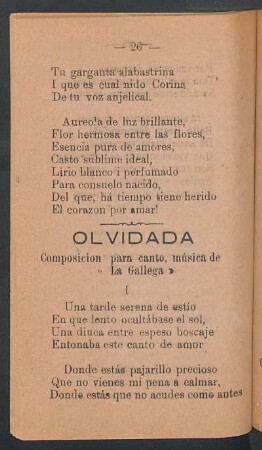 — 26 —
Tu garganta alabastrina
I que es cual nido Corina
De tu voz anjelical.
Aureola de luz brillante,
Flor hermosa entre las flores,
Esencia pura de amores,
Casto sublime ideal,
Lirio blanco i perfumado
Para consuelo nacido,
Del que, há tiempo tiene herido
El corazon por amar!
OLVIDADA
Composicion para canto, música de
« La Gallega »
I
Una tarde serena de estío
En que lento ocultábase el sol,
Una diuca entre espeso boscaje
Entonaba este canto de amor
Donde estás pajarillo precioso
Que no vienes mi pena a calmar,
Donde estás que no acudes como antes